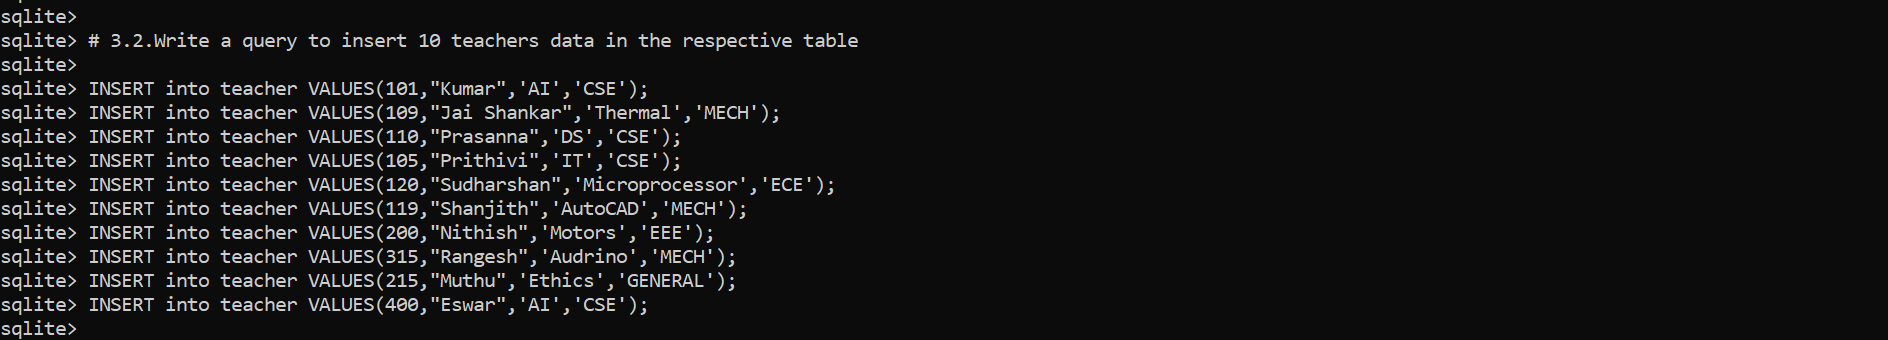 sqlite>
sqlite> # 3.2.Write a query to insert 10 teachers data in the respective table
sqlite>
sqlite> INSERT into teacher VALUES(101,"Kumar",'AI','CSE');
sqlite> INSERT into teacher VALUES(109,"Jai Shankar",'Thermal','MECH');
sqlite> INSERT into teacher VALUES(110,"Prasanna",'DS','CSE');
sqlite> INSERT into teacher VALUES(105,"Prithivi",'IT','CSE');
sqlite> INSERT into teacher VALUES(120,"Sudharshan",'Microprocessor','ECE');
sqlite> INSERT into teacher VALUES(119,"Shanjith",'AutoCAD','MECH');
sqlite> INSERT into teacher VALUES(200,"Nithish",'Motors','EEE');
sqlite> INSERT into teacher VALUES(315,"Rangesh",'Audrino','MECH');
sqlite> INSERT into teacher VALUES(215,"Muthu",'Ethics','GENERAL');
sqlite> INSERT into teacher VALUES(400,"Eswar",'AI','CSE');
sqlite>